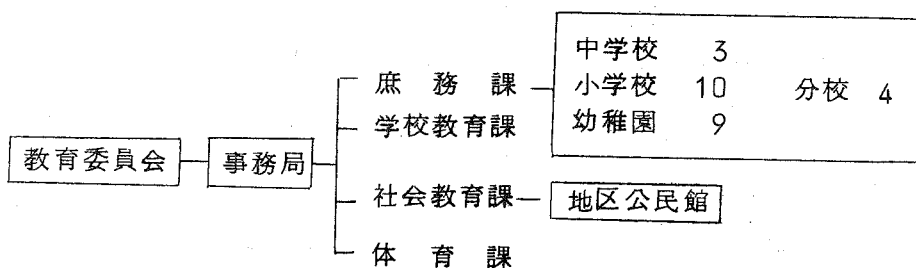 中学校 3
庶務課 小学校 10 分校 4
学校教育課 幼稚園 9
教育委員会 事務局
社会教育課 地区公民館
体育課